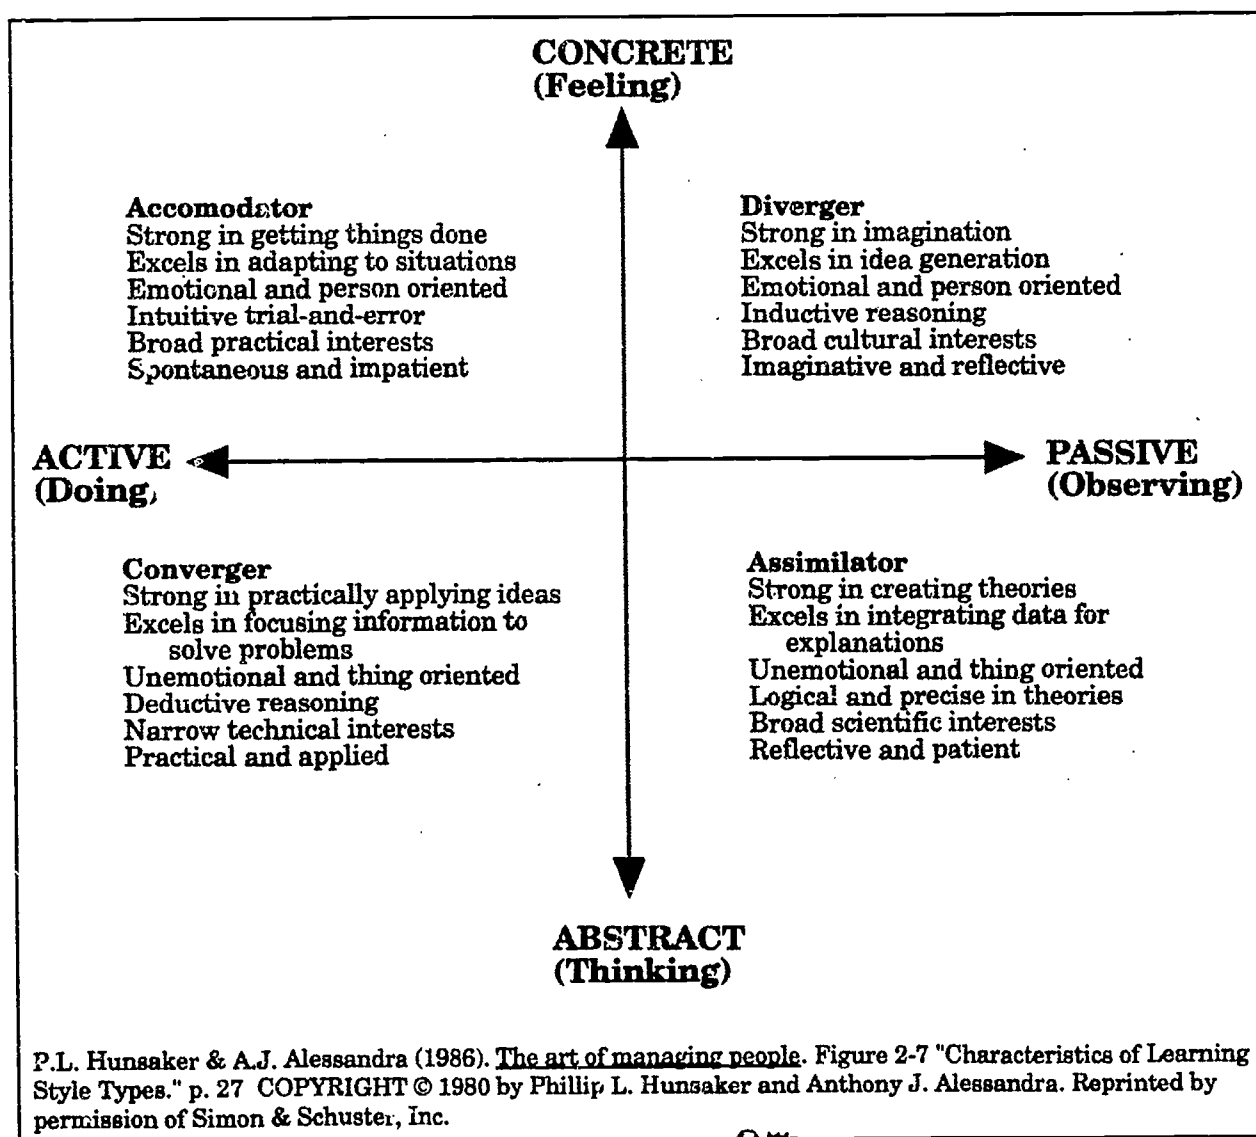 CONCRETE
(Feeling)
Accomodator
Strong in getting things done
Excels in adapting to situations
Emotional and person oriented
Intuitive trial-and-error
Broad practical interests
Spontaneous and impatient
Diverger
Strong in imagination
Excels in idea generation
Emotional and person oriented
Inductive reasoning
Broad cultural interests
Imaginative and reflective
ACTIVE
(Doing)
PASSIVE
(Observing)
Converger
Strong in practically applying ideas
Excels in focusing information to
solve problems
Unemotional and thing oriented
Deductive reasoning
Narrow technical interests
Practical and applied
Assimilator
Strong in creating theories
Excels in integrating data for
explanations
Unemotional and thing oriented
Logical and precise in theories
Broad scientific interests
Reflective and patient
ABSTRACT
(Thinking)
P.L. Hunsaker & A.J. Alessandra (1986). The art of managing people. Figure 2-7 "Characteristics of Learning
Style Types." p. 27 COPYRIGHT © 1980 by Phillip L. Hunsaker and Anthony J. Alessandra. Reprinted by
permission of Simon & Schuster, Inc.